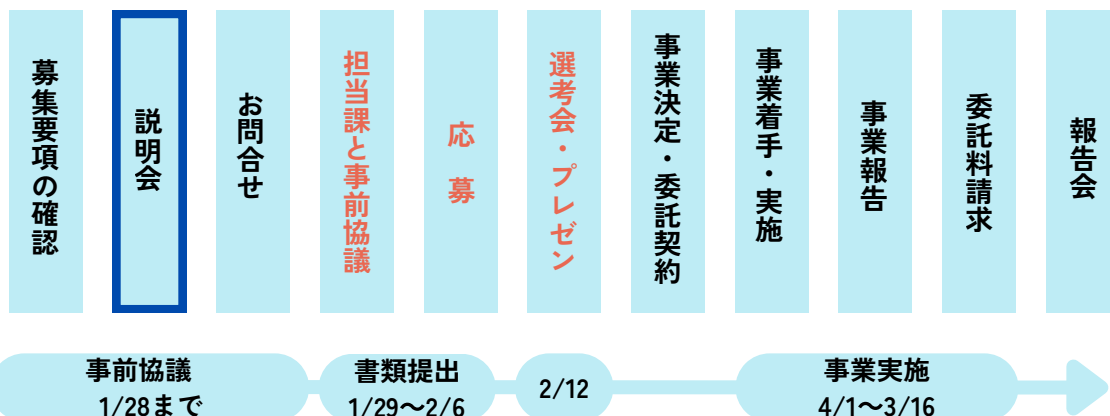 募集要項の確認
説明会
お問合せ
担当課と事前協議
応募
選考会・プレゼン
事業決定・委託契約
事業着手・実施
事業報告
委託料請求
報告会
事前協議
1/28まで
書類提出
1/29〜2/6
2/12
事業実施
4/1〜3/16